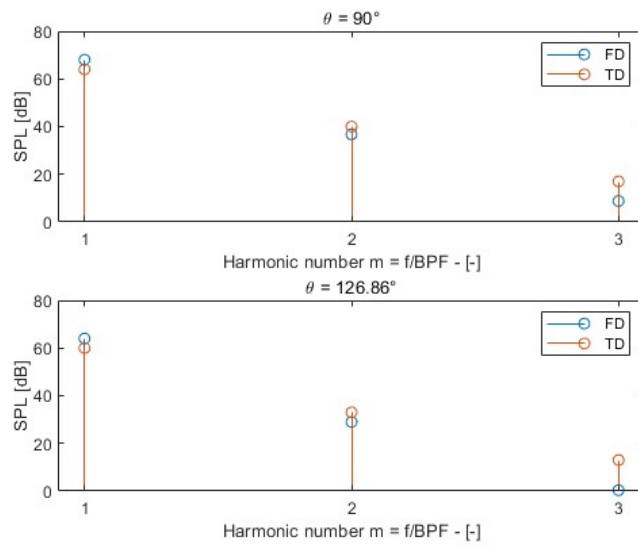 θ = 90°
80
60
40
20
0
SPL [dB]
FD
TD
1 2 3
Harmonic number m = f/BPF - [-]
θ = 126.86°
80
60
40
20
0
SPL [dB]
FD
TD
1 2 3
Harmonic number m = f/BPF - [-]